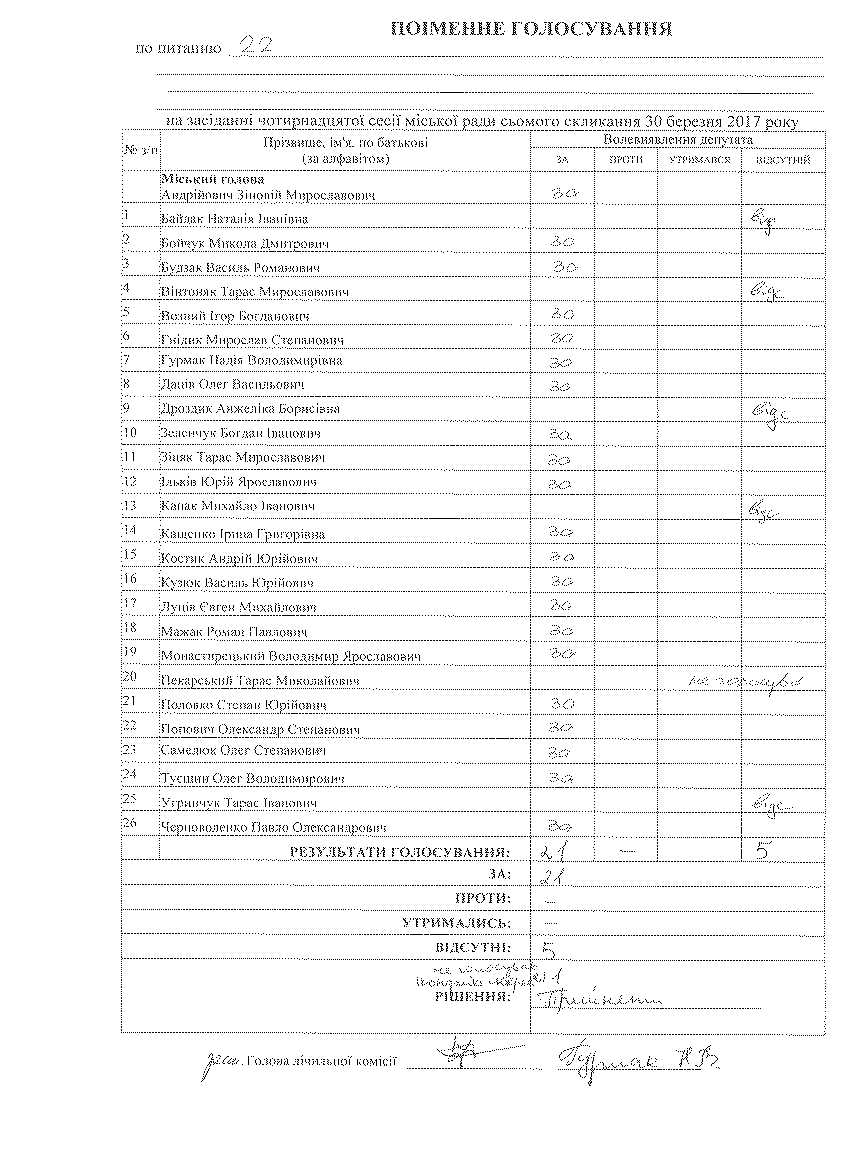 ПОІМЕННЕ ГОЛОСУВАННЯ
по питанню 22
на засіданні чотирнадцятої сесії міської ради сьомого скликання 30 березня 2017 року
№ з/п Прізвище, ім'я, по батькові (за алфавітом) Волевиявлення депутата
ЗА ПРОТИ УТРИМАВСЯ ВІДСУТНІЙ
Міський голова
Андрійович Зіновій Мирославович за
1 Байдак Наталія Іванівна відс
2 Бойчук Микола Дмитрович за
3 Будзак Василь Романович за
4 Вінтоняк Тарас Мирославович відс
5 Возний Ігор Богданович за
6 Гнідик Мирослав Степанович за
7 Гурмак Надія Володимирівна за
8 Даців Олег Васильович за
9 Дроздик Анжеліка Борисівна відс
10 Зеленчук Богдан Іванович за
11 Зіняк Тарас Мирославович за
12 Ільків Юрій Ярославович за
13 Капак Михайло Іванович відс
14 Кащенко Ірина Григорівна за
15 Костик Андрій Юрійович за
16 Кузюк Василь Юрійович за
17 Луців Євген Михайлович за
18 Мажак Роман Павлович за
19 Монастирецький Володимир Ярославович за
20 Пекарський Тарас Миколайович не голосував
21 Половко Степан Юрійович за
22 Попович Олександр Степанович за
23 Самелюк Олег Степанович за
24 Тусшин Олег Володимирович за
25 Угринчук Тарас Іванович відс
26 Черноволенко Павло Олександрович за
РЕЗУЛЬТАТИ ГОЛОСУВАННЯ: 21 — 5
ЗА: 21
ПРОТИ: —
УТРИМАЛИСЬ: —
ВІДСУТНІ: 5
не голосував 1
РІШЕННЯ: Прийнято
Голова лічильної комісії Гурмак Н.В.